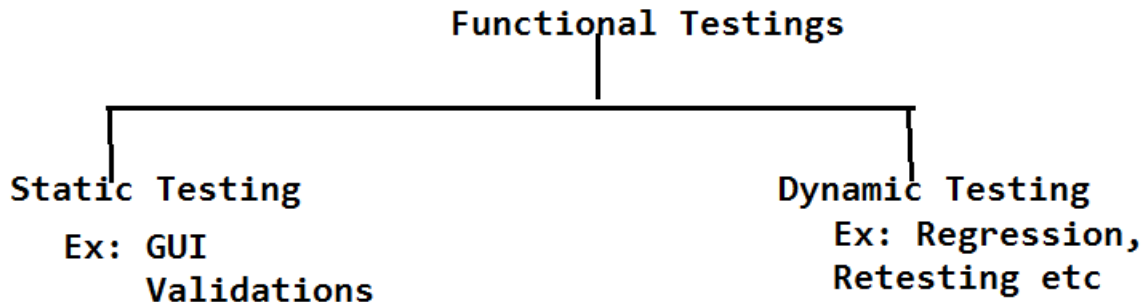 Functional Testings
Static Testing
Ex: GUI
Validations
Dynamic Testing
Ex: Regression,
Retesting etc